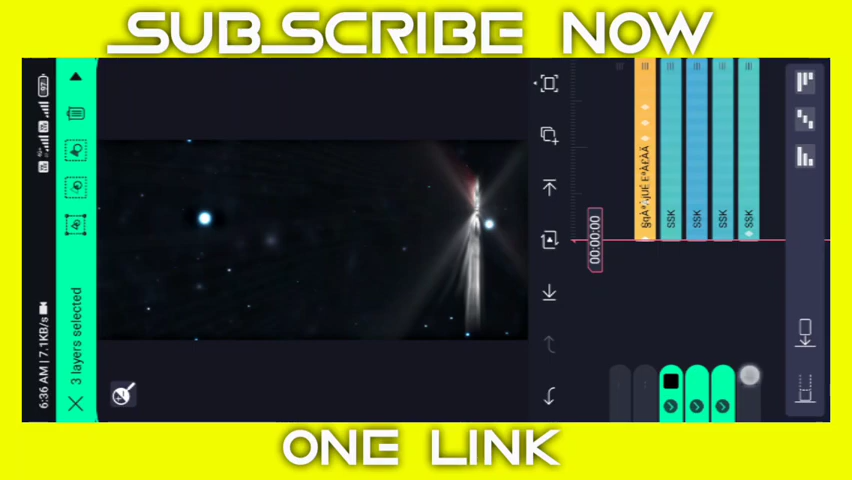 SUBSCRIBE NOW
6:36 AM | 7.1KB/s
97
3 layers selected
00:00:00
SSK
SSK
SSK
SSK
ONE LINK